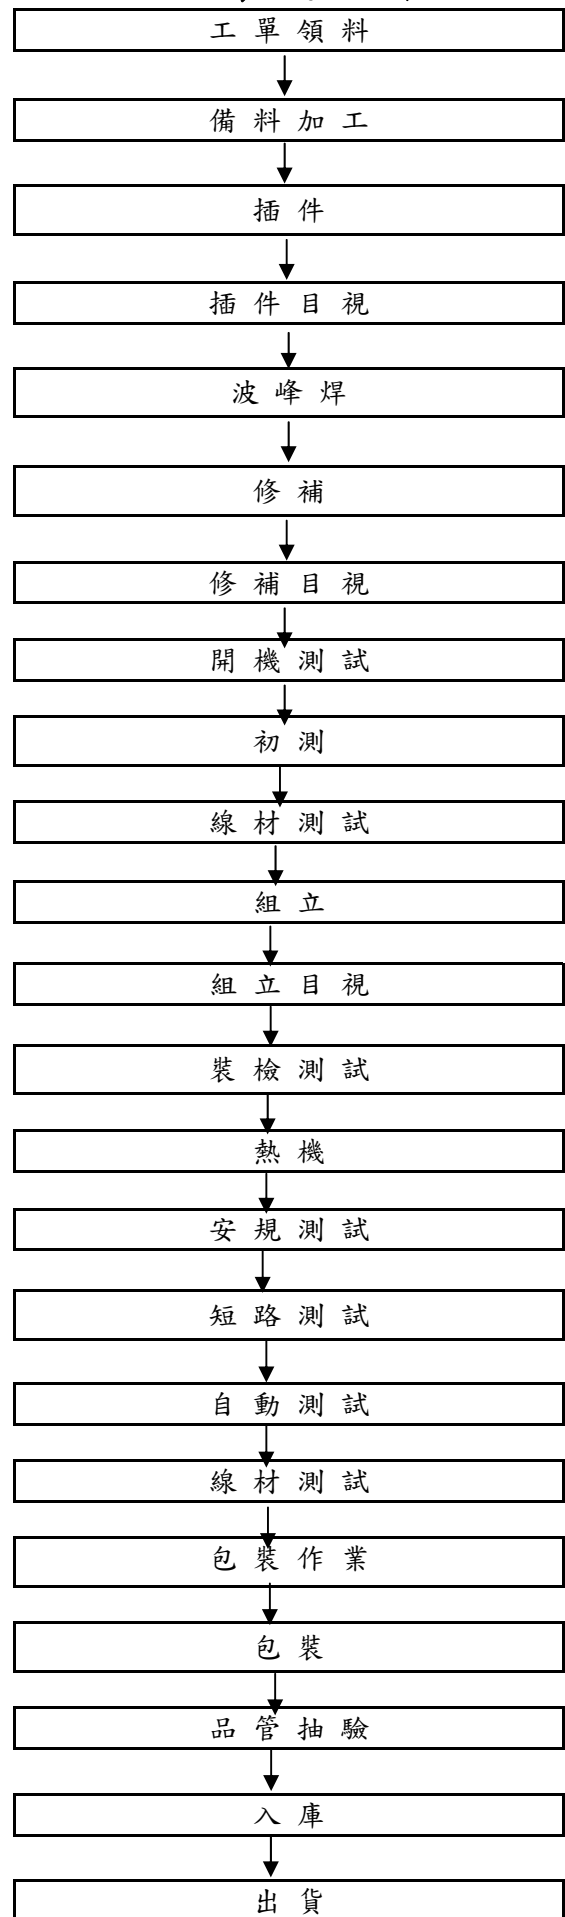 工單領料
備料加工
插件
插件目視
波峰焊
修補
修補目視
開機測試
初測
線材測試
組立
組立目視
裝檢測試
熱機
安規測試
短路測試
自動測試
線材測試
包裝作業
包裝
品管抽驗
入庫
出貨